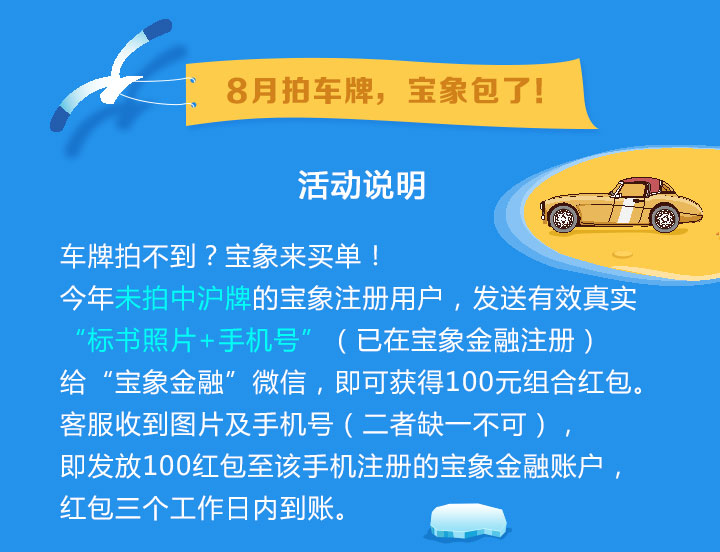 8月拍车牌，宝象包了!
活动说明
车牌拍不到？宝象来买单！
今年未拍中沪牌的宝象注册用户，发送有效真实
“标书照片+手机号”（已在宝象金融注册）
给“宝象金融”微信，即可获得100元组合红包。
客服收到图片及手机号（二者缺一不可），
即发放100红包至该手机注册的宝象金融账户，
红包三个工作日内到账。